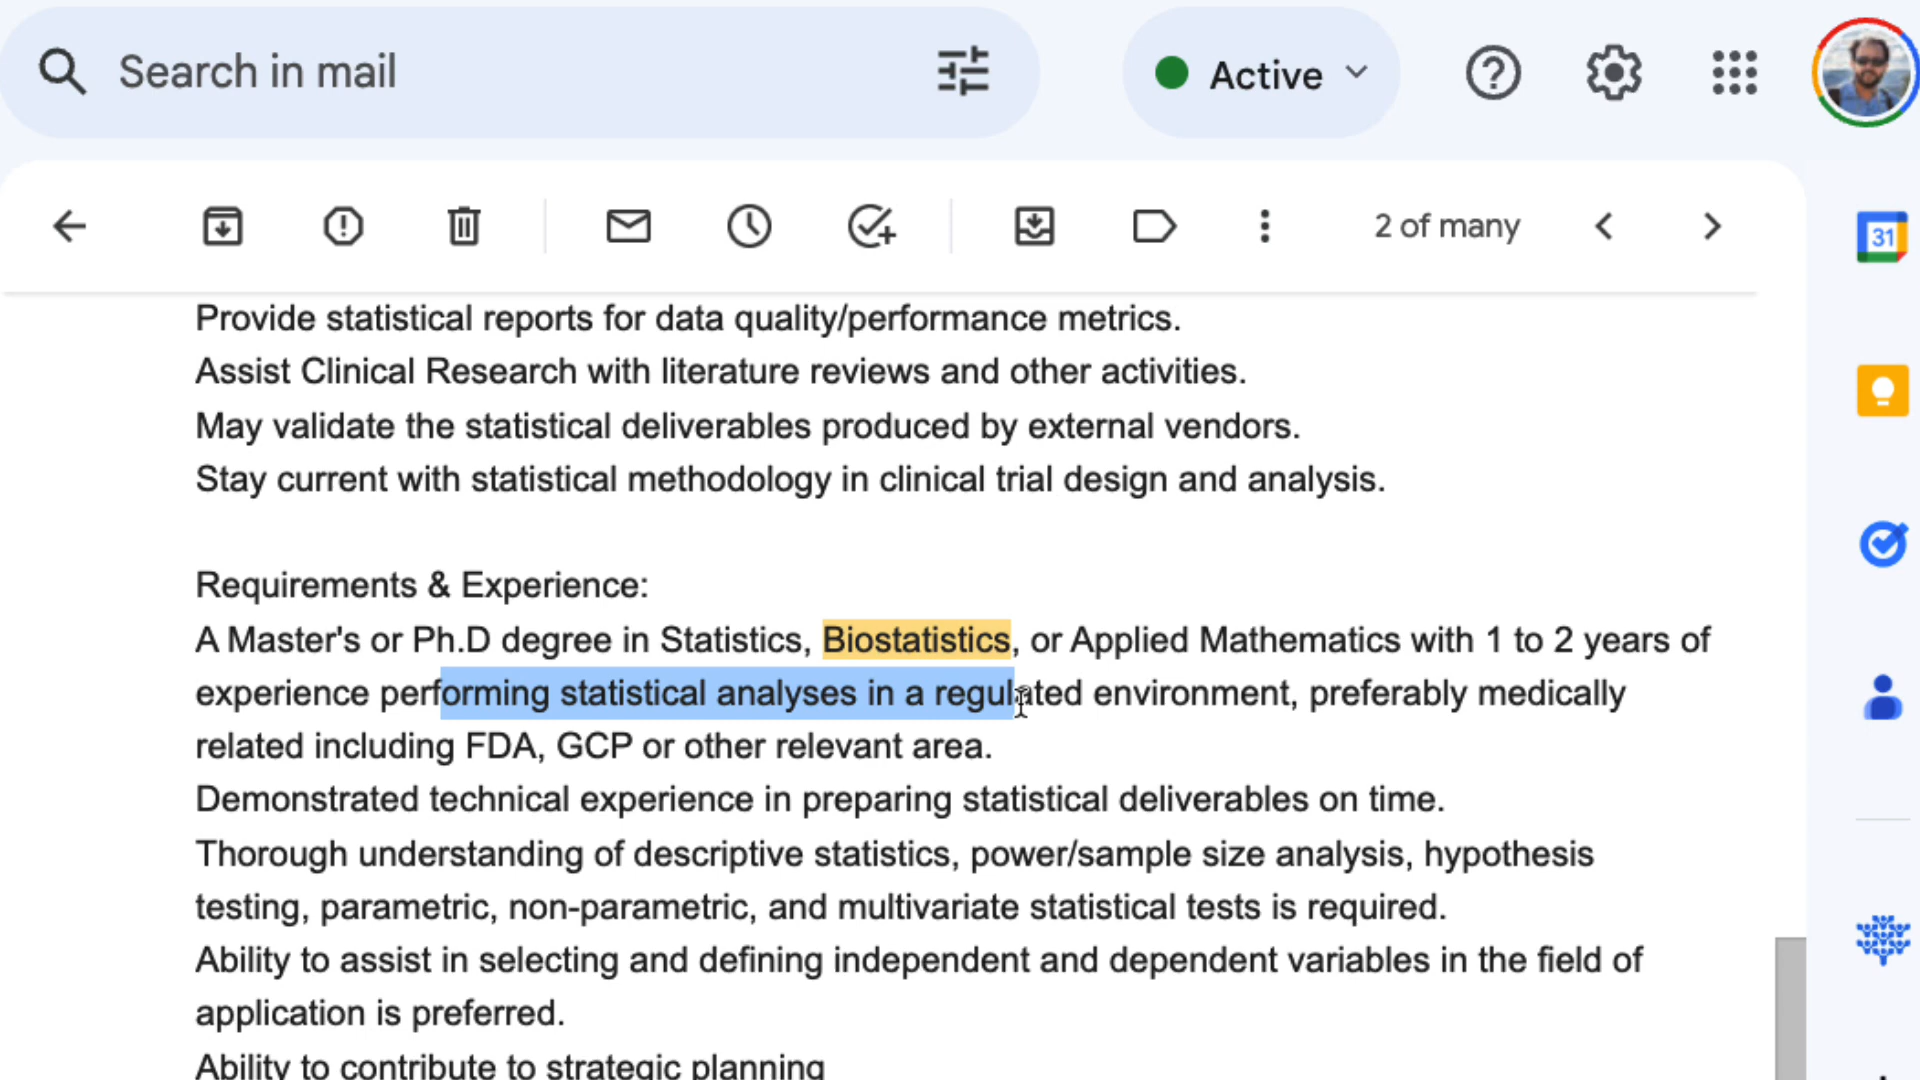 Search in mail
Active
2 of many
31
Provide statistical reports for data quality/performance metrics.
Assist Clinical Research with literature reviews and other activities.
May validate the statistical deliverables produced by external vendors.
Stay current with statistical methodology in clinical trial design and analysis.
Requirements & Experience:
A Master's or Ph.D degree in Statistics, Biostatistics, or Applied Mathematics with 1 to 2 years of
experience performing statistical analyses in a regulated environment, preferably medically
related including FDA, GCP or other relevant area.
Demonstrated technical experience in preparing statistical deliverables on time.
Thorough understanding of descriptive statistics, power/sample size analysis, hypothesis
testing, parametric, non-parametric, and multivariate statistical tests is required.
Ability to assist in selecting and defining independent and dependent variables in the field of
application is preferred.
Ability to contribute to strategic planning